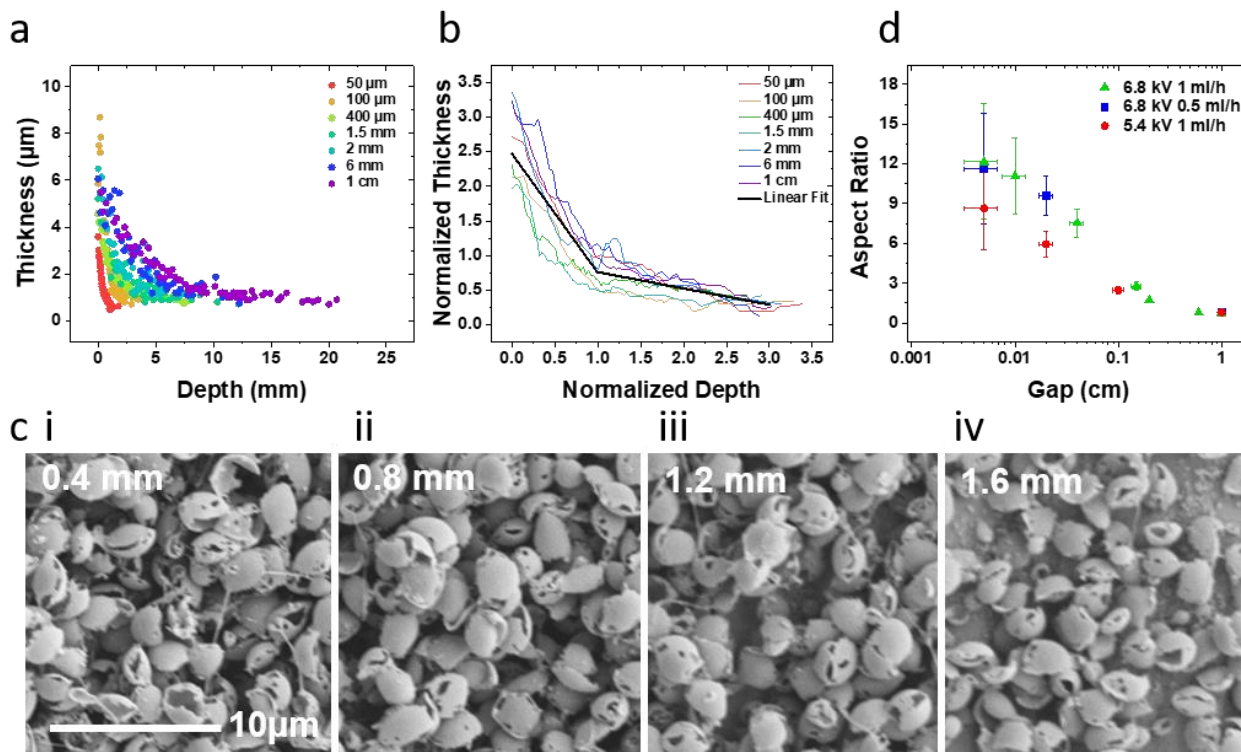 a
Thickness (µm)
10
8
6
4
2
0
0
5
10
15
20
25
Depth (mm)
50 µm
100 µm
400 µm
1.5 mm
2 mm
6 mm
1 cm
b
Normalized Thickness
3.5
3.0
2.5
2.0
1.5
1.0
0.5
0.0
0.0
0.5
1.0
1.5
2.0
2.5
3.0
3.5
Normalized Depth
50 µm
100 µm
400 µm
1.5 mm
2 mm
6 mm
1 cm
Linear Fit
d
Aspect Ratio
18
15
12
9
6
3
0
0.001
0.01
0.1
1
Gap (cm)
6.8 kV 1 ml/h
6.8 kV 0.5 ml/h
5.4 kV 1 ml/h
c
i
0.4 mm
10µm
ii
0.8 mm
iii
1.2 mm
iv
1.6 mm